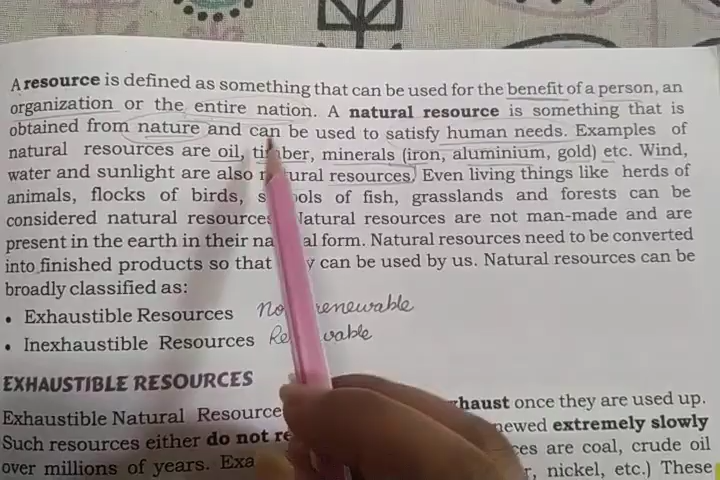 A resource is defined as something that can be used for the benefit of a person, an
organization or the entire nation. A natural resource is something that is
obtained from nature and can be used to satisfy human needs. Examples of
natural resources are oil, timber, minerals (iron, aluminium, gold) etc. Wind,
water and sunlight are also natural resources. Even living things like herds of
animals, flocks of birds, of fish, grasslands and forests can be
considered natural resources Natural resources are not man-made and are
present in the earth in their form. Natural resources need to be converted
into finished products so that can be used by us. Natural resources can be
broadly classified as:
• Exhaustible Resources renewable
• Inexhaustible Resources
EXHAUSTIBLE RESOURCES
Exhaustible Natural Resource exhaust once they are used up.
Such resources either do not extremely slowly
over millions of years. are coal, crude oil
nickel, etc.) These